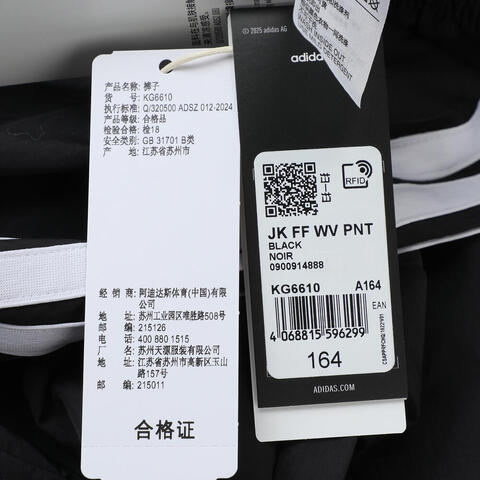 产品名称: 裤子
货 号: KG6610
执行标准: Q/320500 ADSZ 012-2024
产品等级: 合格品
检验合格: 检18
安全类别: GB 31701 B类
产 地: 江苏省苏州市
经 销 商: 阿迪达斯体育(中国)有限
公司
地 址: 苏州工业园区唯胜路508号
邮 编: 215126
电 话: 400 880 1515
厂 名: 苏州天源服装有限公司
地 址: 江苏省苏州市高新区玉山
路157号
邮 编: 215011
合格证
© 2025 adidas AG
adidas
RFID
JK FF WV PNT
BLACK
NOIR
0900914888
KG6610 A164
EAN
4 068815 596299
164
ADIDAS.COM
WASH INSIDE OUT
DETERGENT